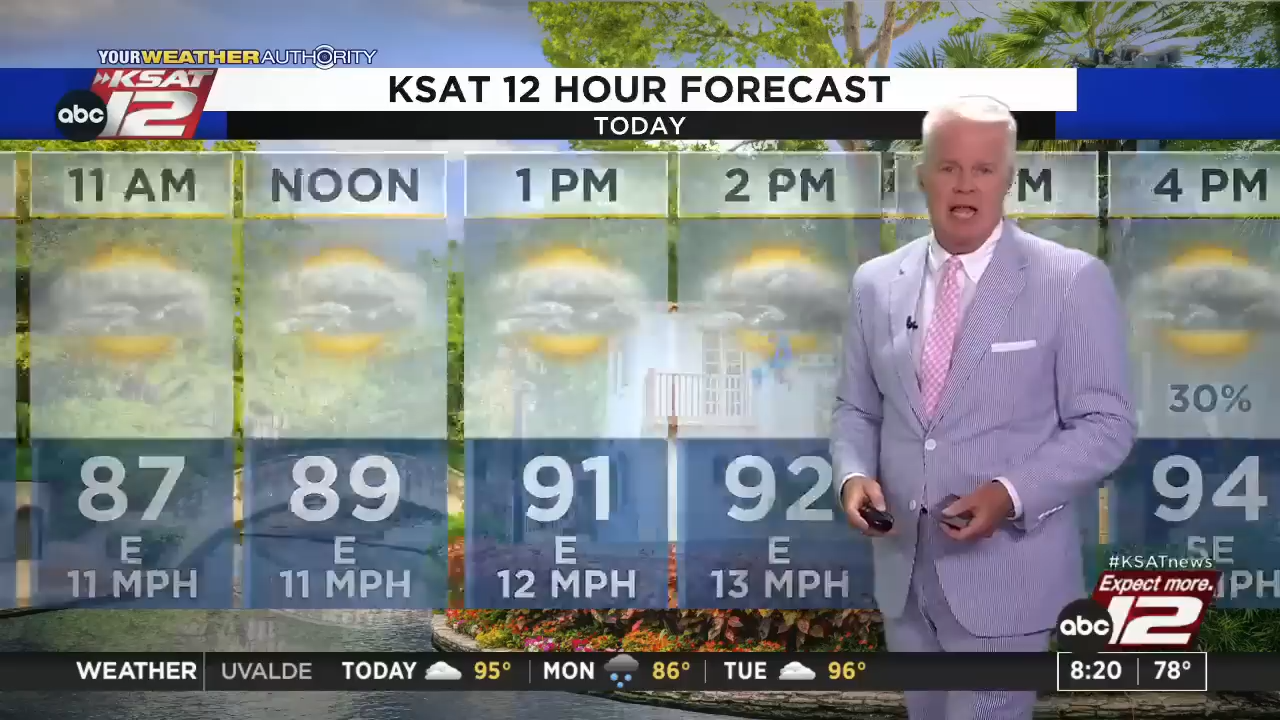 YOUR WEATHER AUTHORITY
KSAT
abc 12
KSAT 12 HOUR FORECAST
TODAY
11 AM NOON 1 PM 2 PM M 4 PM
30%
87 89 91 92 94
E E E E SE
11 MPH 11 MPH 12 MPH 13 MPH
#KSATnews
Expect more.
abc 12
WEATHER UVALDE TODAY 95° MON 86° TUE 96° 8:20 78°